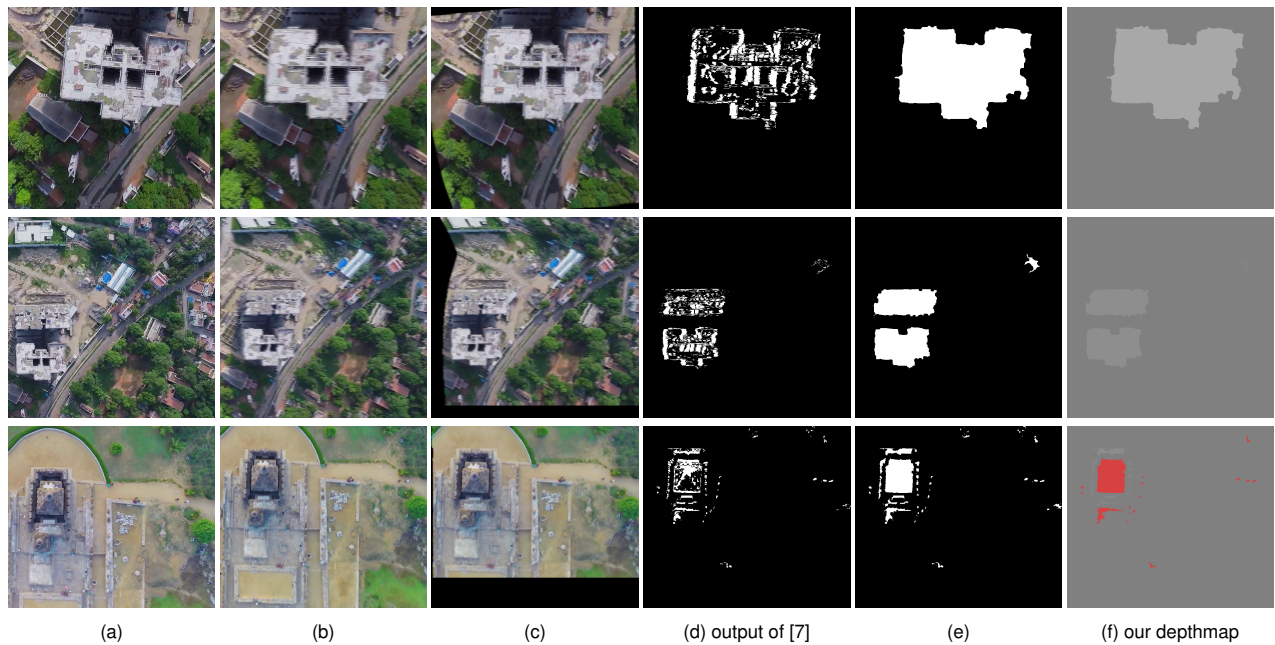 (a)
(b)
(c)
(d) output of [7]
(e)
(f) our depthmap